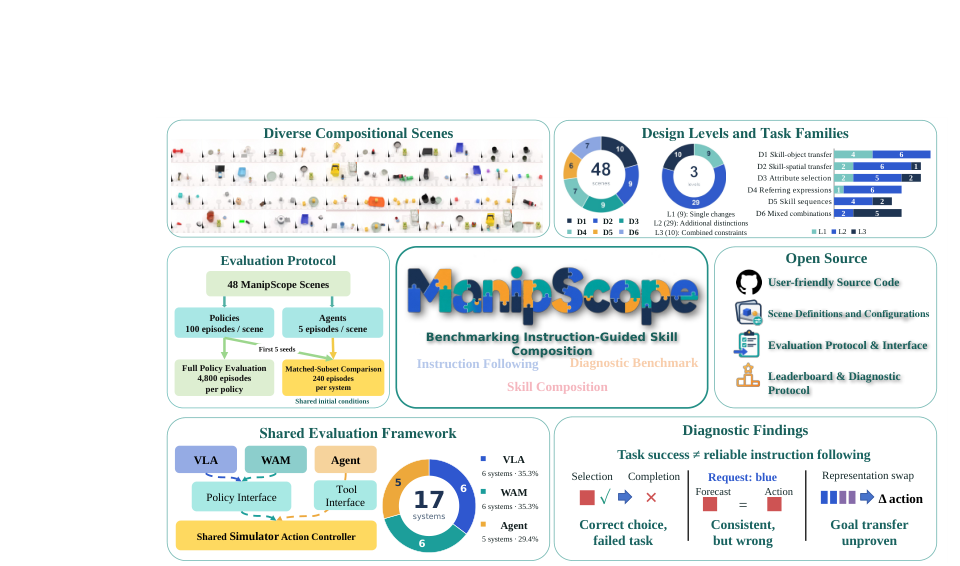 Diverse Compositional Scenes
Design Levels and Task Families
10
9
9
7
6
7
48
10
9
29
3
L1 (9): Single changes
L2 (29): Additional distinctions
L3 (10): Combined constraints
D1 D2 D3
D4 D5 D6
D1 Skill-object transfer 4 6
D2 Skill-spatial transfer 2 6 1
D3 Attribute selection 2 5 2
D4 Referring expressions 1 6
D5 Skill sequences 4 2
D6 Mixed combinations 2 5
L1 L2 L3
Evaluation Protocol
48 ManipScope Scenes
Policies
100 episodes / scene
Agents
5 episodes / scene
First 5 seeds
Full Policy Evaluation
4,800 episodes
per policy
Matched-Subset Comparison
240 episodes
per system
Shared initial conditions
ManipScope
Benchmarking Instruction-Guided Skill
Composition
Instruction Following
Diagnostic Benchmark
Skill Composition
Open Source
User-friendly Source Code
Scene Definitions and Configurations
Evaluation Protocol & Interface
Leaderboard & Diagnostic
Protocol
Shared Evaluation Framework
VLA
WAM
Agent
Policy Interface
Tool
Interface
Shared Simulator Action Controller
5
6
6
17
systems
VLA
6 systems · 35.3%
WAM
6 systems · 35.3%
Agent
5 systems · 29.4%
Diagnostic Findings
Task success ≠ reliable instruction following
Selection Completion
√ ×
Correct choice,
failed task
Request: blue
Forecast Action
=
Consistent,
but wrong
Representation swap
Δ action
Goal transfer
unproven